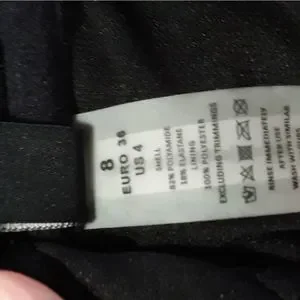 8
EURO 36
US 4
SHELL
82% POLYAMIDE
18% ELASTANE
LINING
100% POLYESTER
EXCLUDING TRIMMINGS
RINSE IMMEDIATELY
AFTER USE
WASH WITH SIMILAR